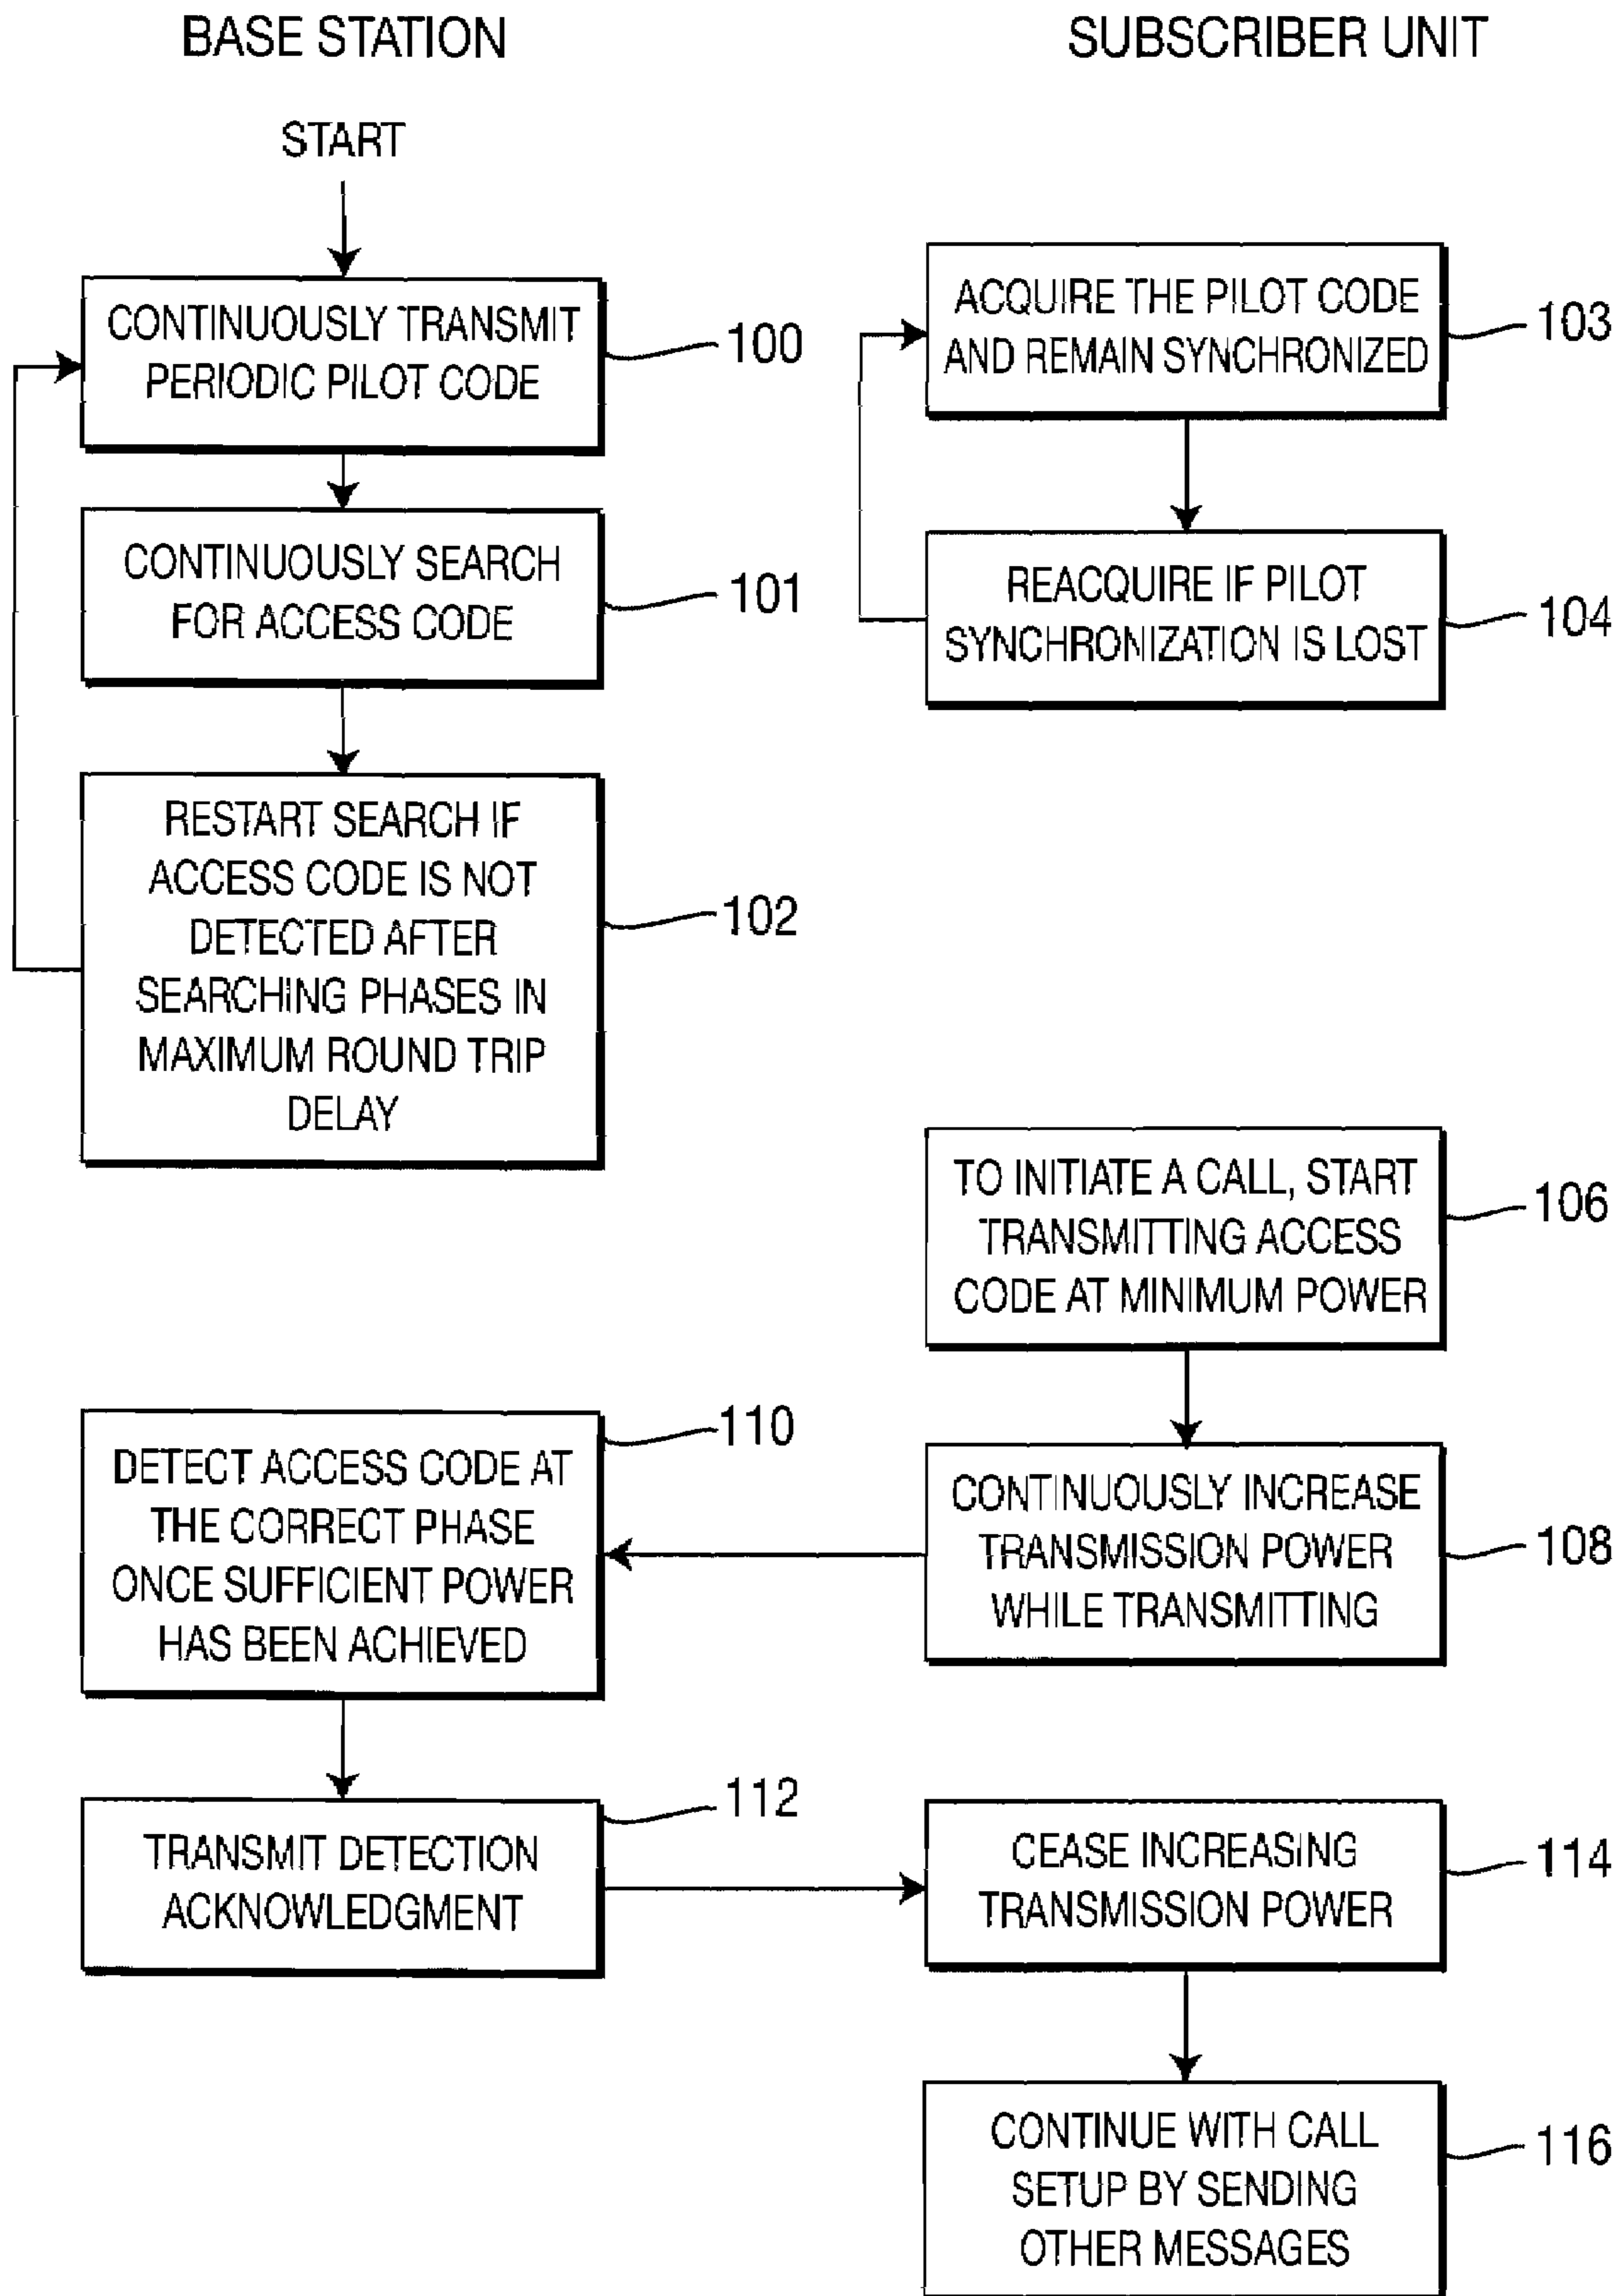 BASE STATION
SUBSCRIBER UNIT
START
CONTINUOUSLY TRANSMIT
PERIODIC PILOT CODE
100
ACQUIRE THE PILOT CODE
AND REMAIN SYNCHRONIZED
103
CONTINUOUSLY SEARCH
FOR ACCESS CODE
101
REACQUIRE IF PILOT
SYNCHRONIZATION IS LOST
104
RESTART SEARCH IF
ACCESS CODE IS NOT
DETECTED AFTER
SEARCHING PHASES IN
MAXIMUM ROUND TRIP
DELAY
102
TO INITIATE A CALL, START
TRANSMITTING ACCESS
CODE AT MINIMUM POWER
106
DETECT ACCESS CODE AT
THE CORRECT PHASE
ONCE SUFFICIENT POWER
HAS BEEN ACHIEVED
110
CONTINUOUSLY INCREASE
TRANSMISSION POWER
WHILE TRANSMITTING
108
TRANSMIT DETECTION
ACKNOWLEDGMENT
112
CEASE INCREASING
TRANSMISSION POWER
114
CONTINUE WITH CALL
SETUP BY SENDING
OTHER MESSAGES
116